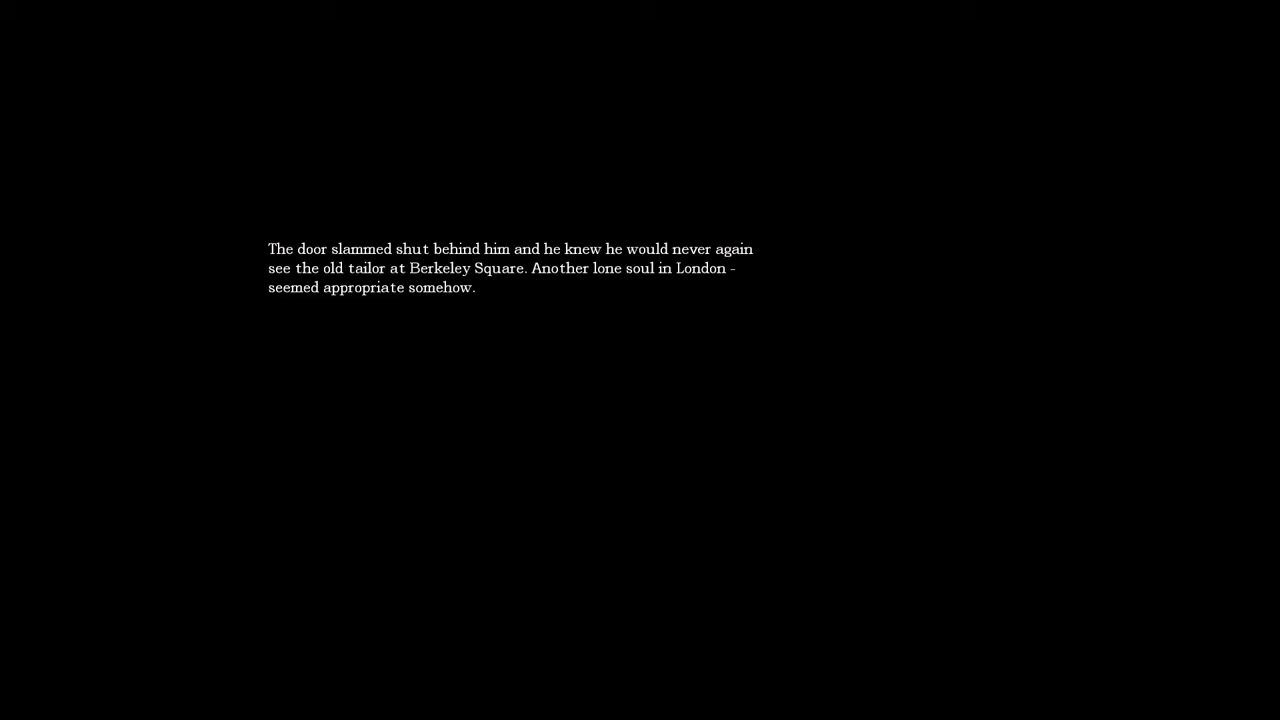 The door slammed shut behind him and he knew he would never again
see the old tailor at Berkeley Square. Another lone soul in London -
seemed appropriate somehow.